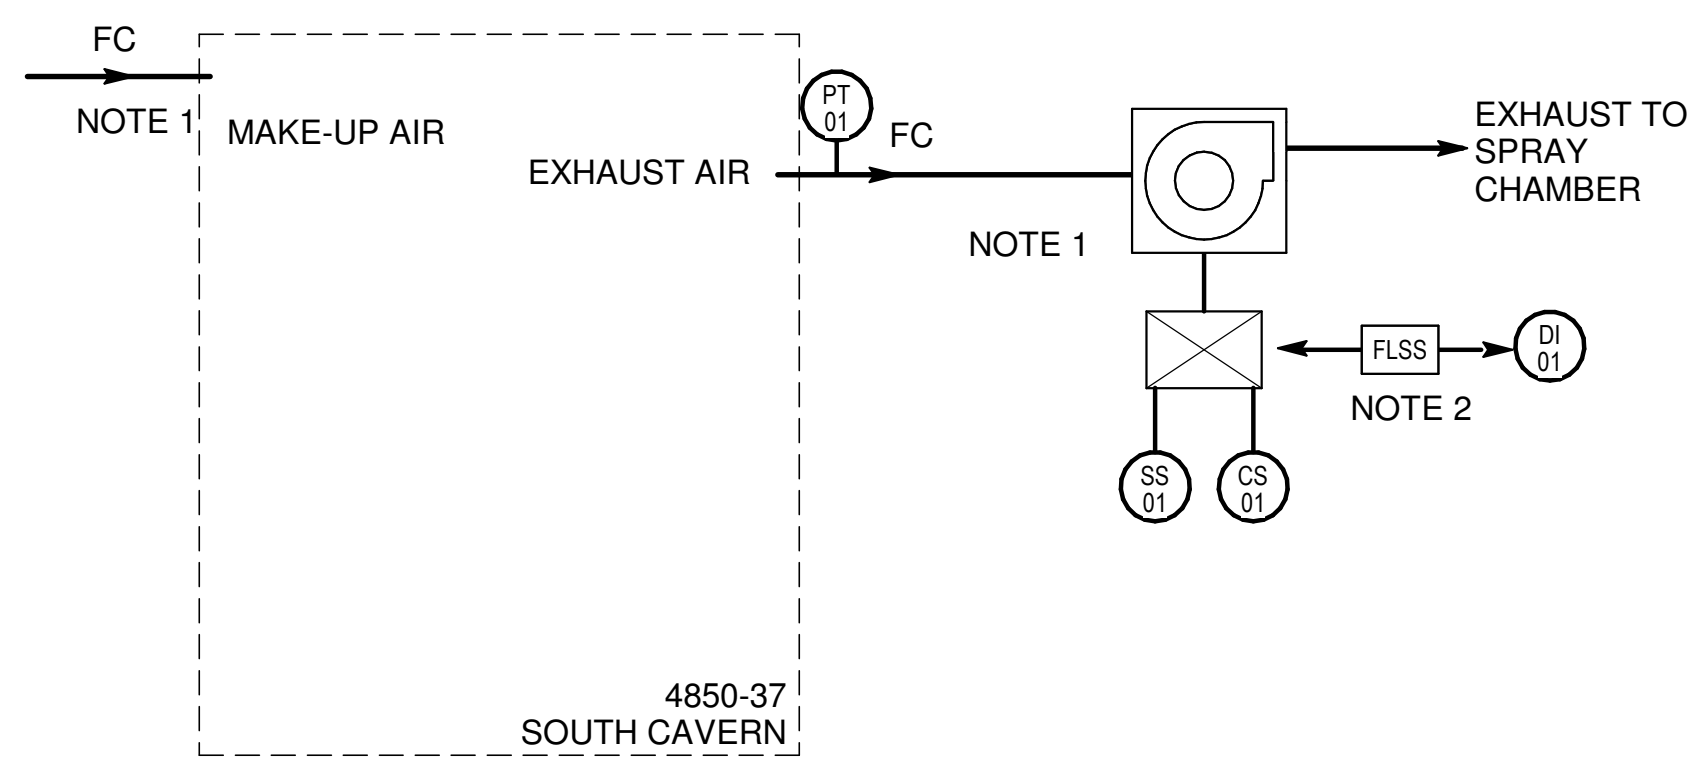 FC
NOTE 1
MAKE-UP AIR
PT
01
FC
EXHAUST AIR
NOTE 1
EXHAUST TO
SPRAY
CHAMBER
FLSS
DI
01
NOTE 2
SS
01
CS
01
4850-37
SOUTH CAVERN